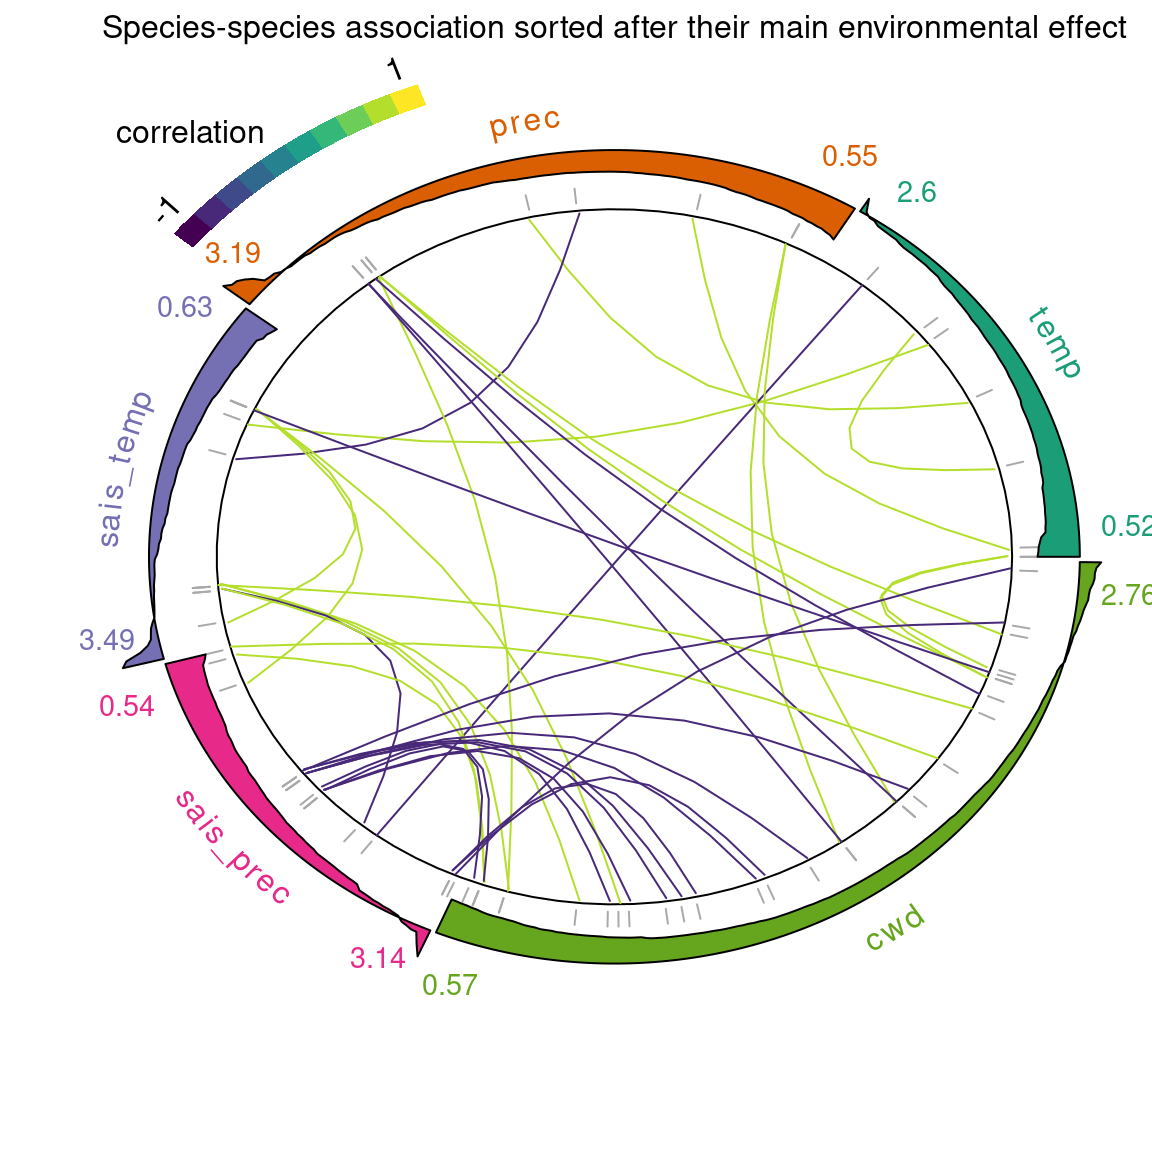 Species-species association sorted after their main environmental effect
1
correlation
-1
prec
0.55
3.19
2.6
temp
0.52
0.63
sais_temp
3.49
2.76
cwd
0.57
0.54
sais_prec
3.14